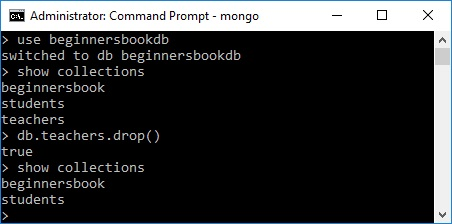 Administrator: Command Prompt - mongo
> use beginnersbookdb
switched to db beginnersbookdb
> show collections
beginnersbook
students
teachers
> db.teachers.drop()
true
> show collections
beginnersbook
students
>